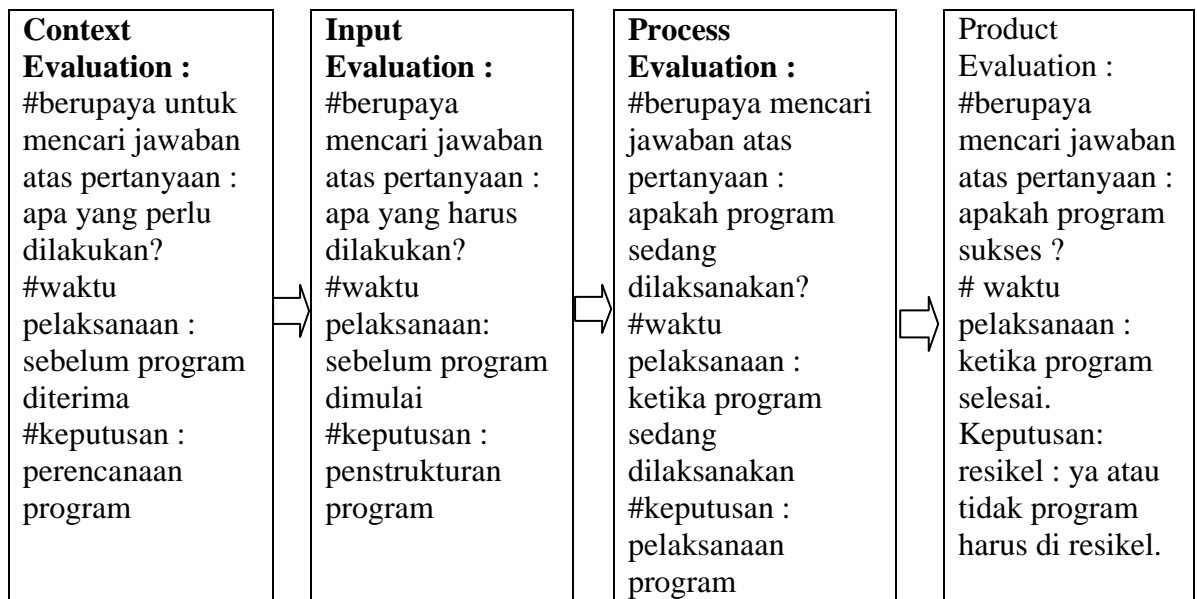 Context
Evaluation :
#berupaya untuk
mencari jawaban
atas pertanyaan :
apa yang perlu
dilakukan?
#waktu
pelaksanaan :
sebelum program
diterima
#keputusan :
perencanaan
program
Input
Evaluation :
#berupaya
mencari jawaban
atas pertanyaan :
apa yang harus
dilakukan?
#waktu
pelaksanaan:
sebelum program
dimulai
#keputusan :
penstrukturan
program
Process
Evaluation :
#berupaya mencari
jawaban atas
pertanyaan :
apakah program
sedang
dilaksanakan?
#waktu
pelaksanaan :
ketika program
sedang
dilaksanakan
#keputusan :
pelaksanaan
program
Product
Evaluation :
#berupaya
mencari jawaban
atas pertanyaan :
apakah program
sukses ?
# waktu
pelaksanaan :
ketika program
selesai.
Keputusan:
resikel : ya atau
tidak program
harus di resikel.